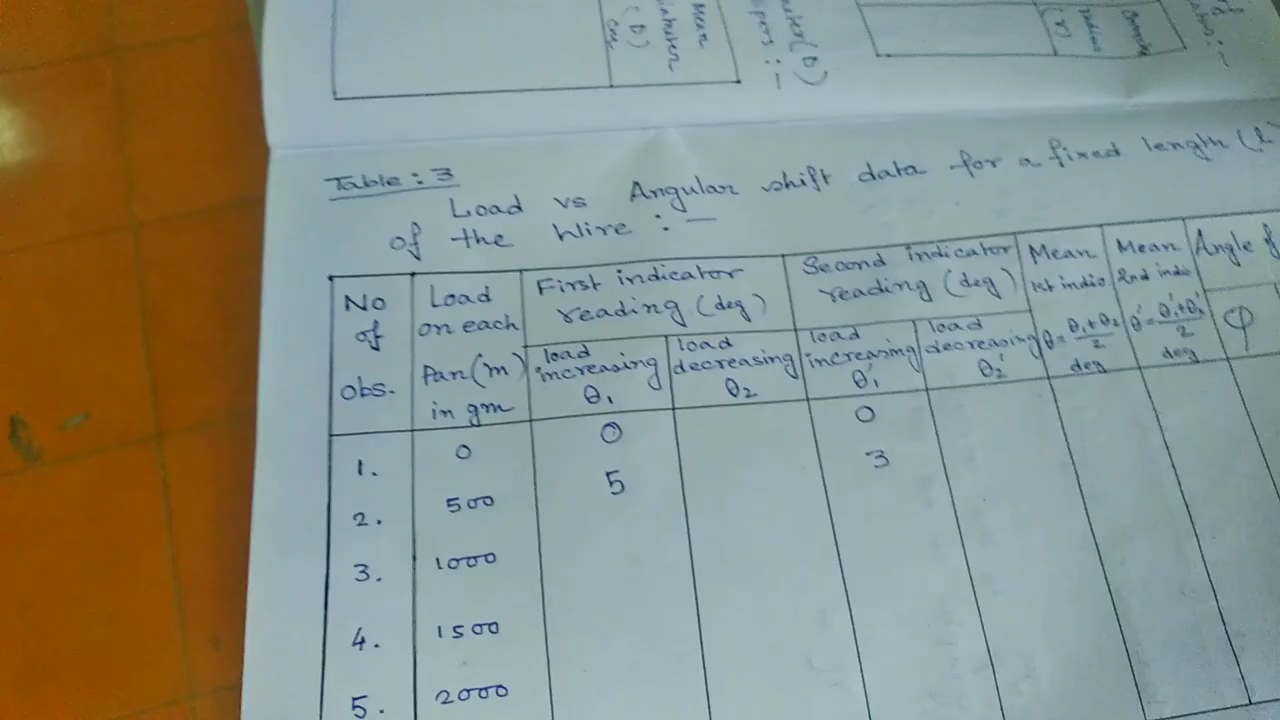 Mean
(D)
cm
(D)
(r)
Table : 3
Load vs Angular shift data for a fixed length (l
of the Wire : —
No of obs.
Load on each Pan (m) in gm
First indicator reading (deg)
Second indicator reading (deg)
Mean 1st indic
θ = θ₁+θ₂/2 deg
Mean 2nd indic
θ' = θ₁'+θ₂'/2 deg
Angle of
φ
load increasing θ₁
load decreasing θ₂
load increasing θ₁'
load decreasing θ₂'
1. 0 0 0
2. 500 5 3
3. 1000
4. 1500
5. 2000